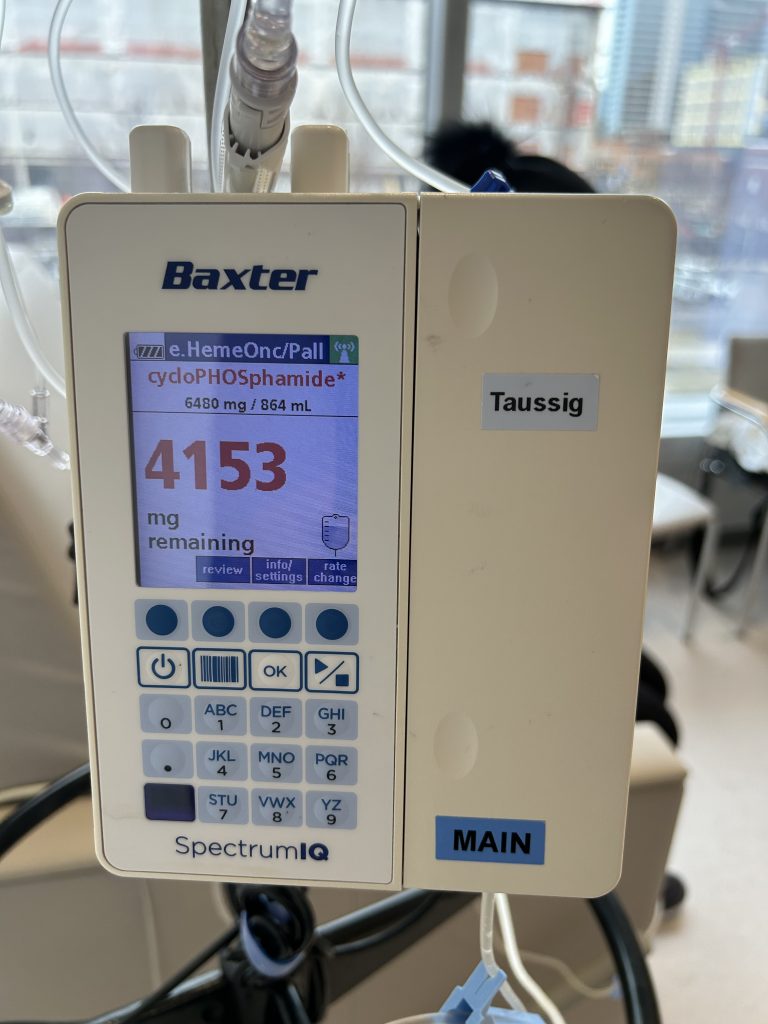 Baxter
e.HemeOnc/Pall
cycloPHOSphamide*
6480 mg / 864 mL
4153
mg
remaining
review
info/
settings
rate
change
OK
0
ABC
1
DEF
2
GHI
3
.
JKL
4
MNO
5
PQR
6
STU
7
VWX
8
YZ
9
SpectrumIQ
Taussig
MAIN